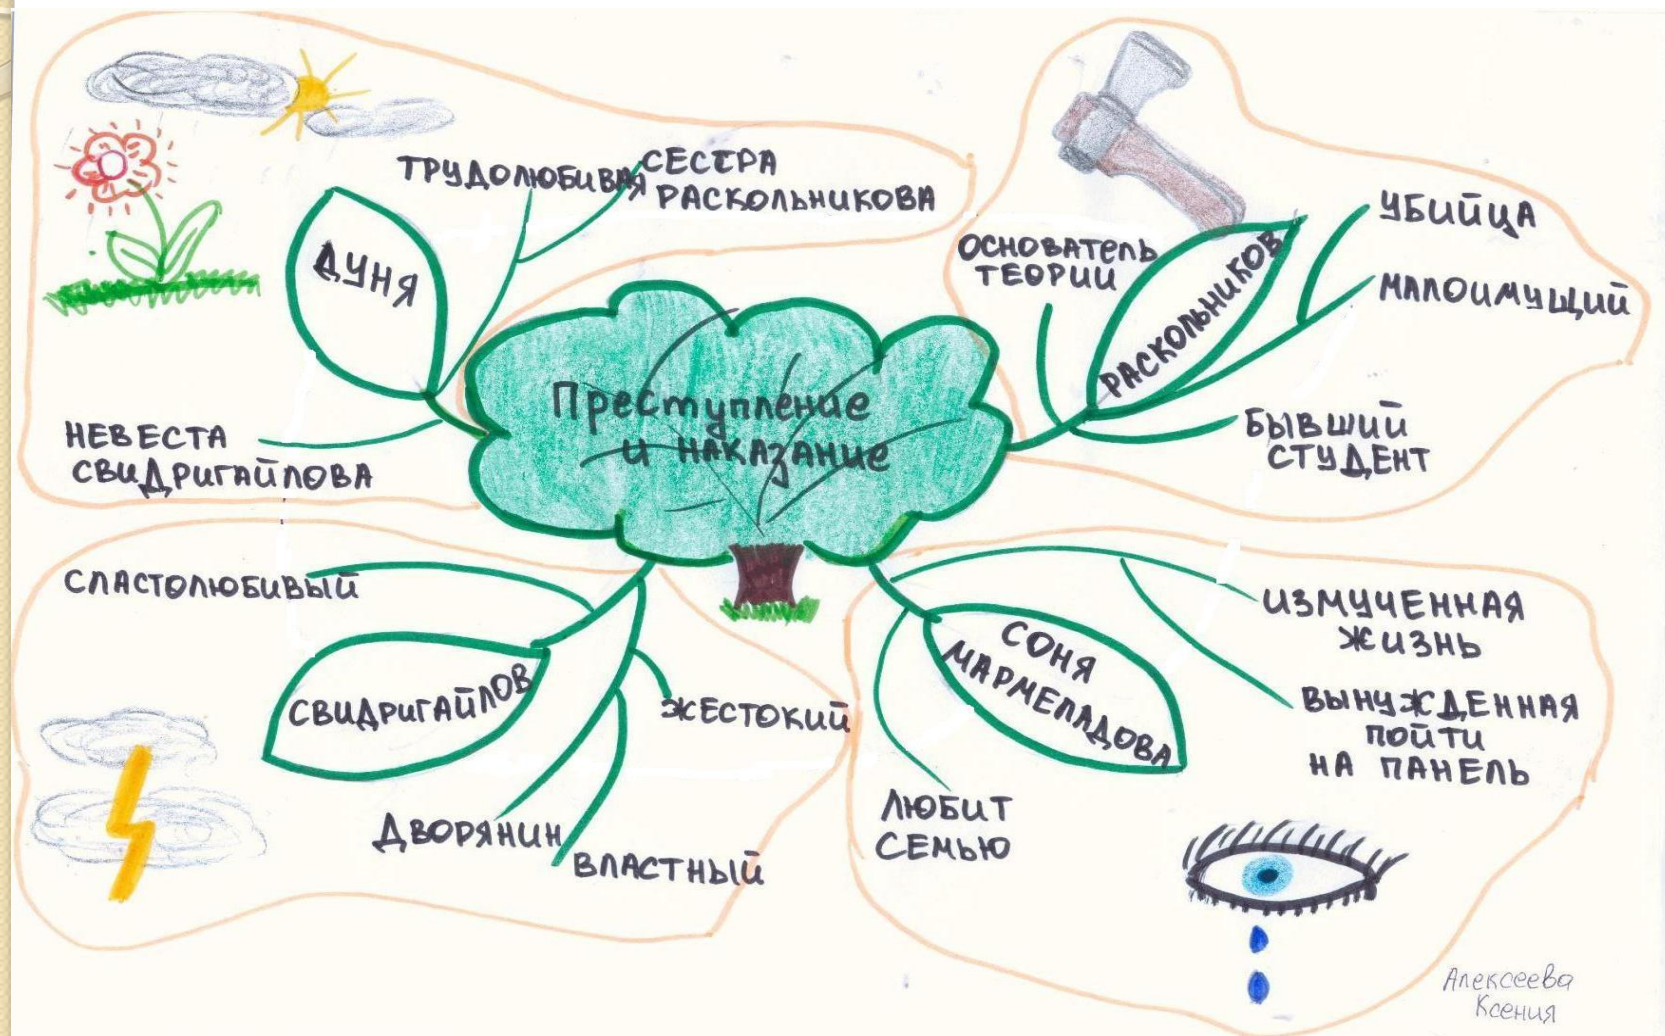 Преступление
и наказание
ДУНЯ
ТРУДОЛЮБИВАЯ
СЕСТРА
РАСКОЛЬНИКОВА
НЕВЕСТА
СВИДРИГАЙЛОВА
РАСКОЛЬНИКОВ
ОСНОВАТЕЛЬ
ТЕОРИИ
УБИЙЦА
МАЛОИМУЩИЙ
БЫВШИЙ
СТУДЕНТ
СВИДРИГАЙЛОВ
СЛАСТОЛЮБИВЫЙ
ЖЕСТОКИЙ
ДВОРЯНИН
ВЛАСТНЫЙ
СОНЯ
МАРМЕЛАДОВА
ИЗМУЧЕННАЯ
ЖИЗНЬ
ВЫНУЖДЕННАЯ
ПОЙТИ
НА ПАНЕЛЬ
ЛЮБИТ
СЕМЬЮ
Алексеева
Ксения